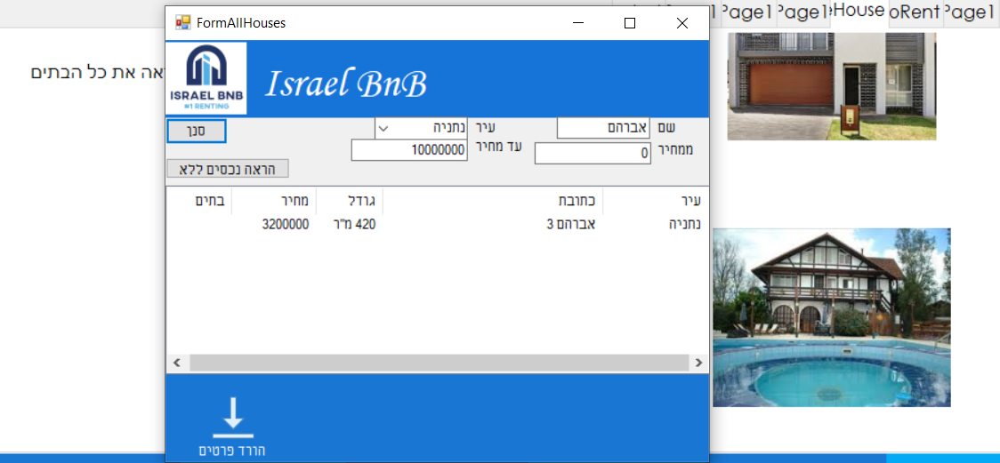 FormAllHouses
Page1 Page1 House oRent Page1
אה את כל הבתים
ISRAEL BNB
#1 RENTING
Israel BnB
שם אברהם עיר נתניה סנן
ממחיר 0 עד מחיר 10000000
הראה נכסים ללא
עיר כתובת גודל מחיר בתים
נתניה אברהם 3 420 מ"ר 3200000
הורד פרטים